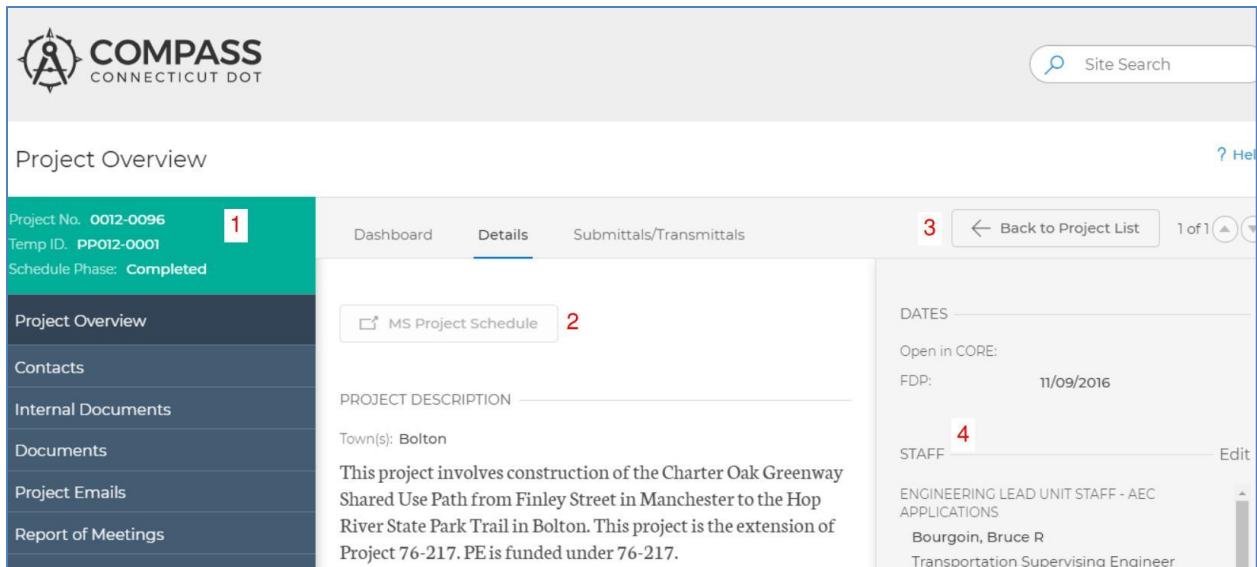 COMPASS
CONNECTICUT DOT
Site Search
Project Overview
? Hel
Project No. 0012-0096
Temp ID. PP012-0001
Schedule Phase: Completed
1
Dashboard
Details
Submittals/Transmittals
3
Back to Project List
1 of 1
Project Overview
Contacts
Internal Documents
Documents
Project Emails
Report of Meetings
MS Project Schedule
2
PROJECT DESCRIPTION
Town(s): Bolton
This project involves construction of the Charter Oak Greenway
Shared Use Path from Finley Street in Manchester to the Hop
River State Park Trail in Bolton. This project is the extension of
Project 76-217. PE is funded under 76-217.
DATES
Open in CORE:
FDP: 11/09/2016
4
STAFF
Edit
ENGINEERING LEAD UNIT STAFF - AEC
APPLICATIONS
Bourgoin, Bruce R
Transportation Supervising Engineer